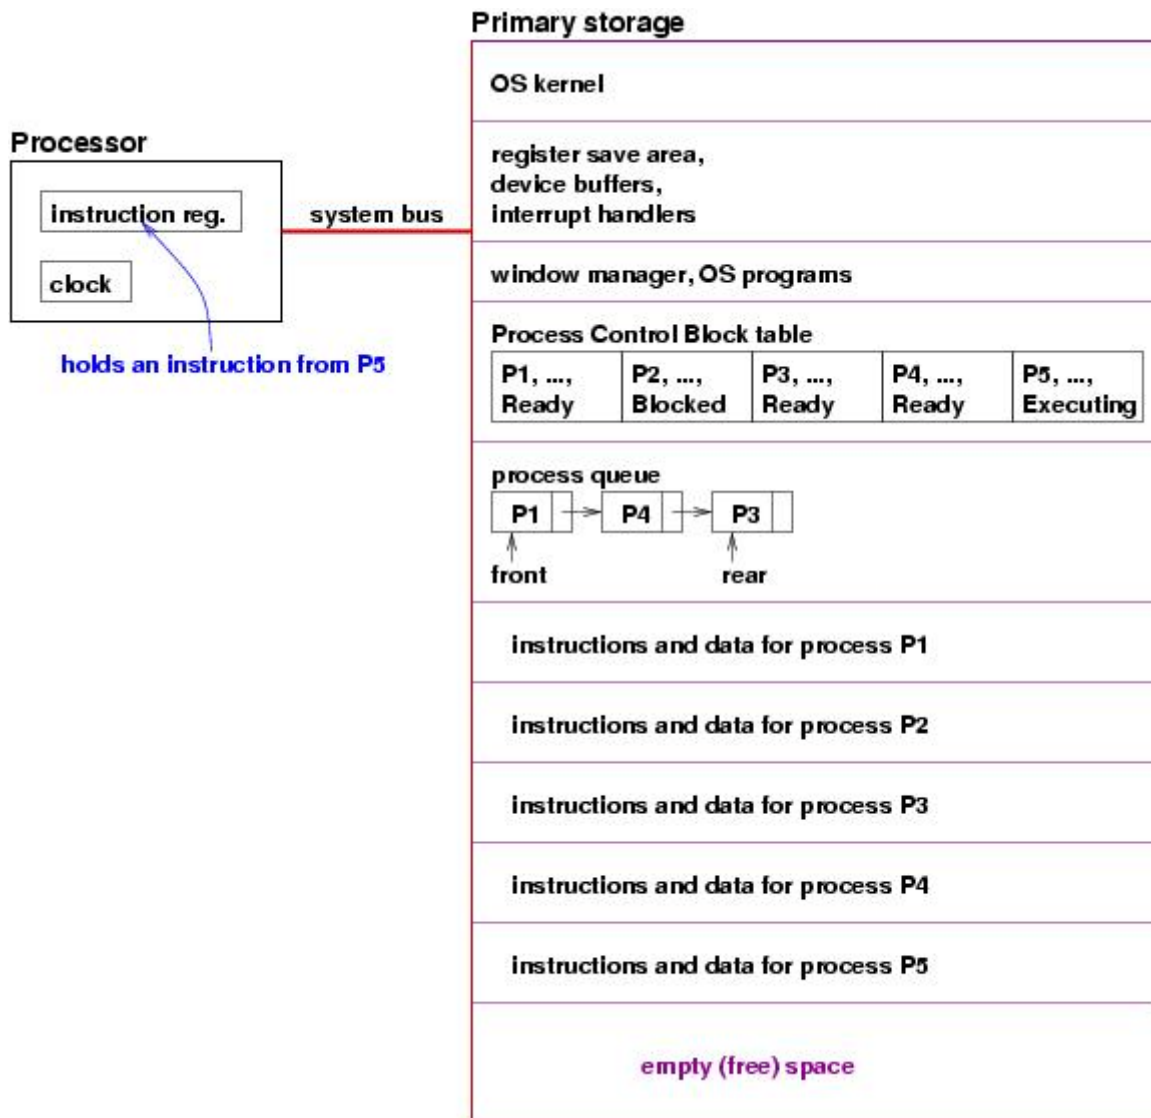 Primary storage
OS kernel
Processor
register save area,
device buffers,
interrupt handlers
instruction reg.
system bus
clock
window manager, OS programs
holds an instruction from P5
Process Control Block table
P1, ...,
Ready
P2, ...,
Blocked
P3, ...,
Ready
P4, ...,
Ready
P5, ...,
Executing
process queue
P1
P4
P3
front
rear
instructions and data for process P1
instructions and data for process P2
instructions and data for process P3
instructions and data for process P4
instructions and data for process P5
empty (free) space